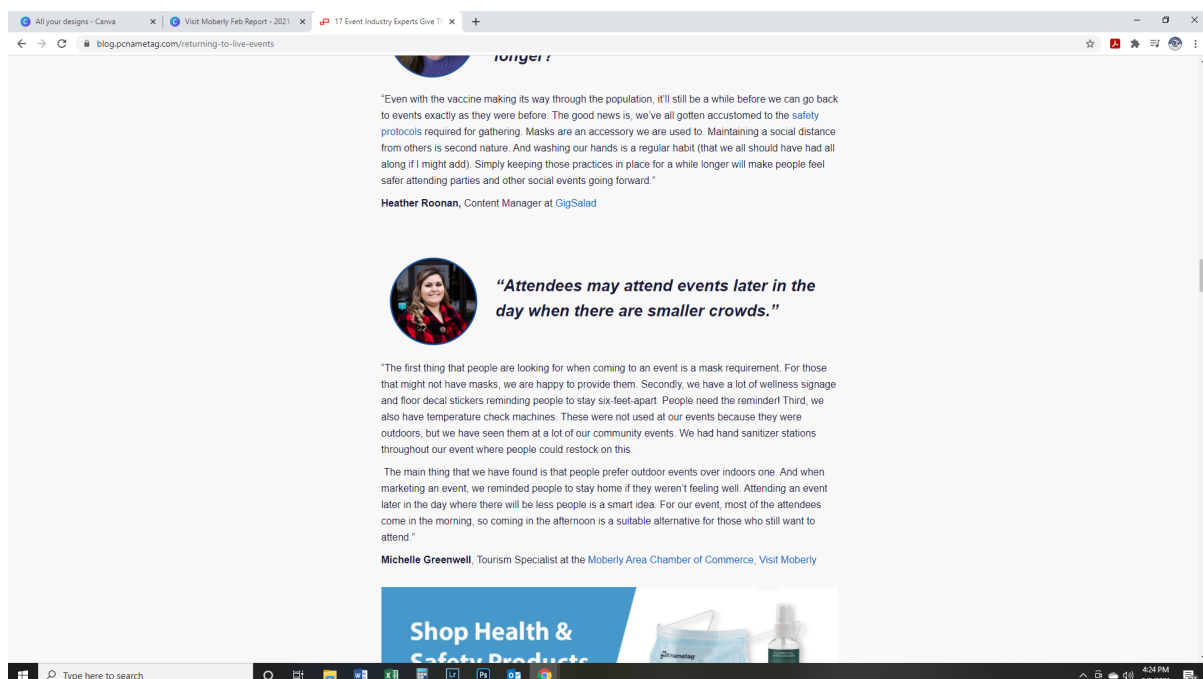 All your designs - Canva
Visit Moberly Feb Report - 2021
17 Event Industry Experts Give Th
blog.pcnametag.com/returning-to-live-events
longer?"
“Even with the vaccine making its way through the population, it’ll still be a while before we can go back
to events exactly as they were before. The good news is, we’ve all gotten accustomed to the safety
protocols required for gathering. Masks are an accessory we are used to. Maintaining a social distance
from others is second nature. And washing our hands is a regular habit (that we all should have had all
along if I might add). Simply keeping those practices in place for a while longer will make people feel
safer attending parties and other social events going forward.”
Heather Roonan, Content Manager at GigSalad
“Attendees may attend events later in the
day when there are smaller crowds.”
“The first thing that people are looking for when coming to an event is a mask requirement. For those
that might not have masks, we are happy to provide them. Secondly, we have a lot of wellness signage
and floor decal stickers reminding people to stay six-feet-apart. People need the reminder! Third, we
also have temperature check machines. These were not used at our events because they were
outdoors, but we have seen them at a lot of our community events. We had hand sanitizer stations
throughout our event where people could restock on this.
The main thing that we have found is that people prefer outdoor events over indoors one. And when
marketing an event, we reminded people to stay home if they weren’t feeling well. Attending an event
later in the day where there will be less people is a smart idea. For our event, most of the attendees
come in the morning, so coming in the afternoon is a suitable alternative for those who still want to
attend.”
Michelle Greenwell, Tourism Specialist at the Moberly Area Chamber of Commerce, Visit Moberly
Shop Health &
Safety Products
pcnametag
Type here to search
4:24 PM